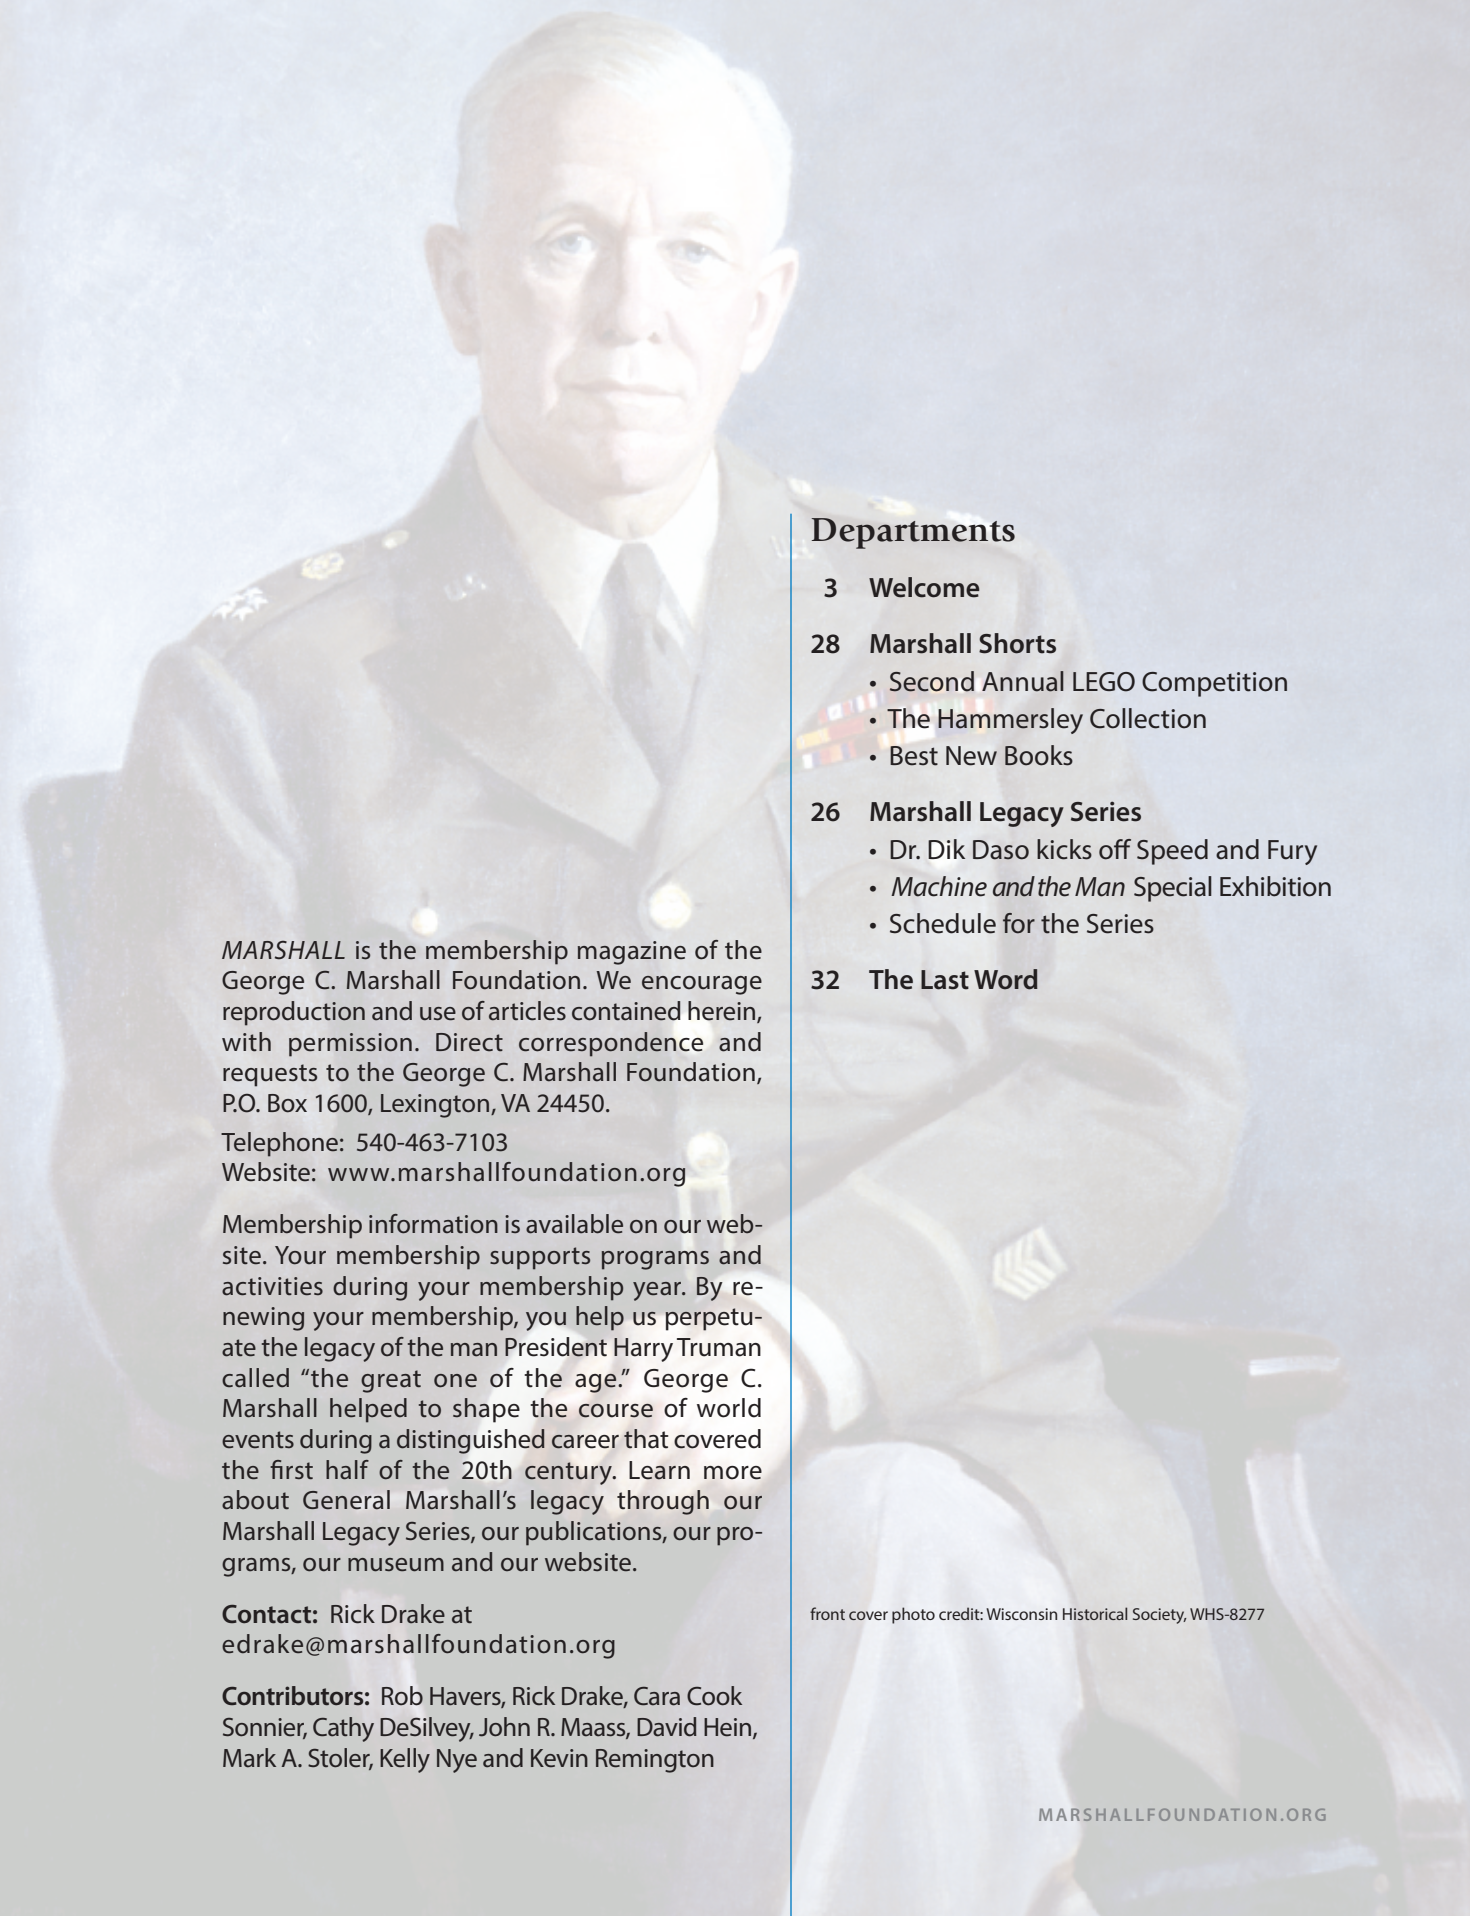 MARSHALL is the membership magazine of the
George C. Marshall Foundation. We encourage
reproduction and use of articles contained herein,
with permission. Direct correspondence and
requests to the George C. Marshall Foundation,
P.O. Box 1600, Lexington, VA 24450.
Telephone: 540-463-7103
Website: www.marshallfoundation.org
Membership information is available on our web-
site. Your membership supports programs and
activities during your membership year. By re-
newing your membership, you help us perpetu-
ate the legacy of the man President Harry Truman
called “the great one of the age.” George C.
Marshall helped to shape the course of world
events during a distinguished career that covered
the first half of the 20th century. Learn more
about General Marshall’s legacy through our
Marshall Legacy Series, our publications, our pro-
grams, our museum and our website.
Contact: Rick Drake at
edrake@marshallfoundation.org
Contributors: Rob Havers, Rick Drake, Cara Cook
Sonnier, Cathy DeSilvey, John R. Maass, David Hein,
Mark A. Stoler, Kelly Nye and Kevin Remington
Departments
3 Welcome
28 Marshall Shorts
• Second Annual LEGO Competition
• The Hammersley Collection
• Best New Books
26 Marshall Legacy Series
• Dr. Dik Daso kicks off Speed and Fury
• Machine and the Man Special Exhibition
• Schedule for the Series
32 The Last Word
front cover photo credit: Wisconsin Historical Society, WHS-8277
MARSHALLFOUNDATION.ORG